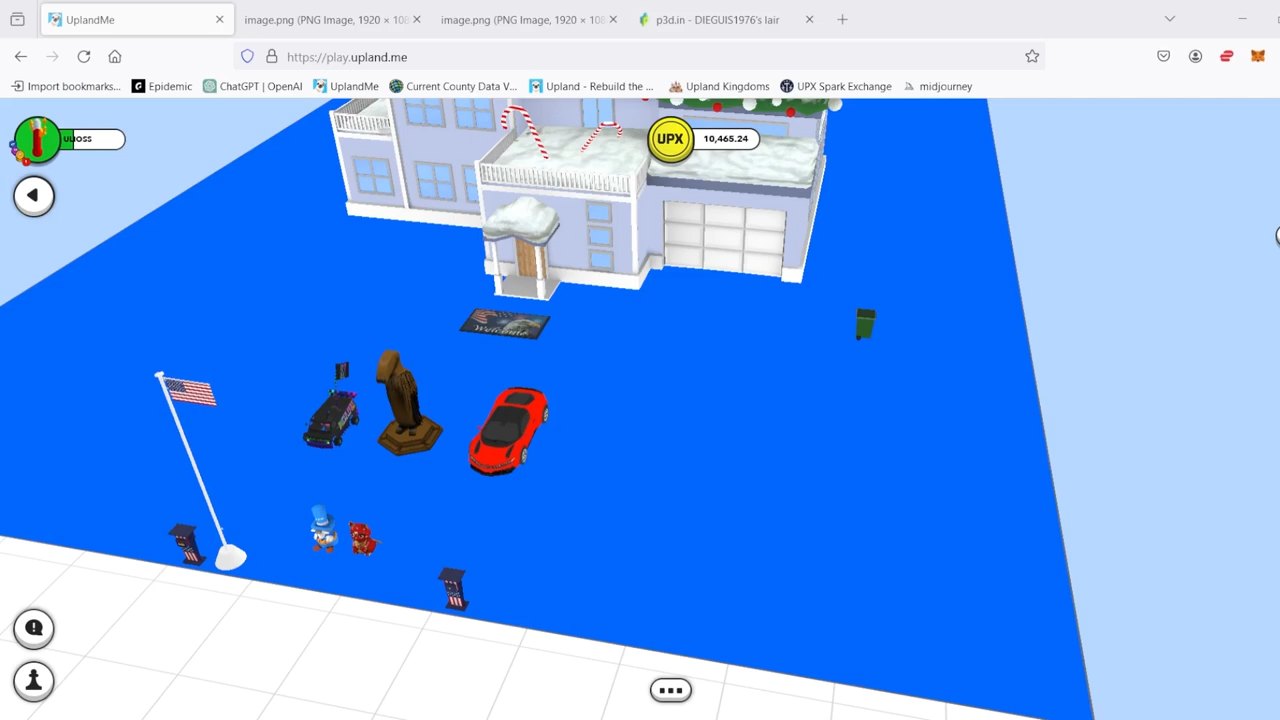 UplandMe
image.png (PNG Image, 1920 × 108
image.png (PNG Image, 1920 × 108
p3d.in - DIEGUIS1976's lair
https://play.upland.me
Import bookmarks...
Epidemic
ChatGPT | OpenAI
UplandMe
Current County Data V...
Upland - Rebuild the ...
Upland Kingdoms
UPX Spark Exchange
midjourney
UPX
10,465.24
Welcome